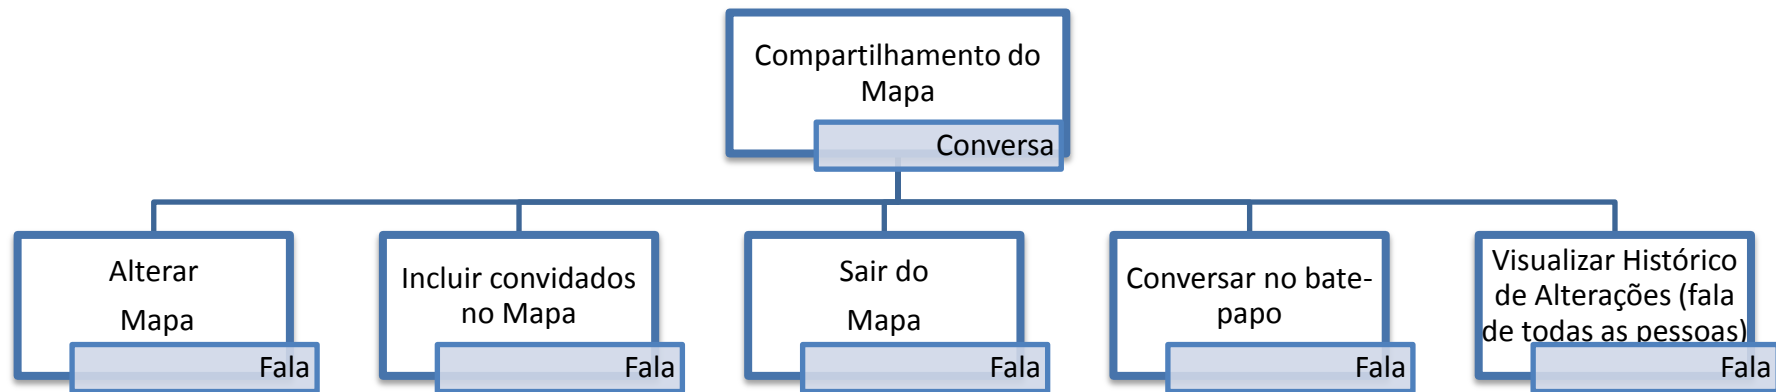 Compartilhamento do
Mapa
Conversa
Alterar
Mapa
Fala
Incluir convidados
no Mapa
Fala
Sair do
Mapa
Fala
Conversar no bate-
papo
Fala
Visualizar Histórico
de Alterações (fala
de todas as pessoas)
Fala